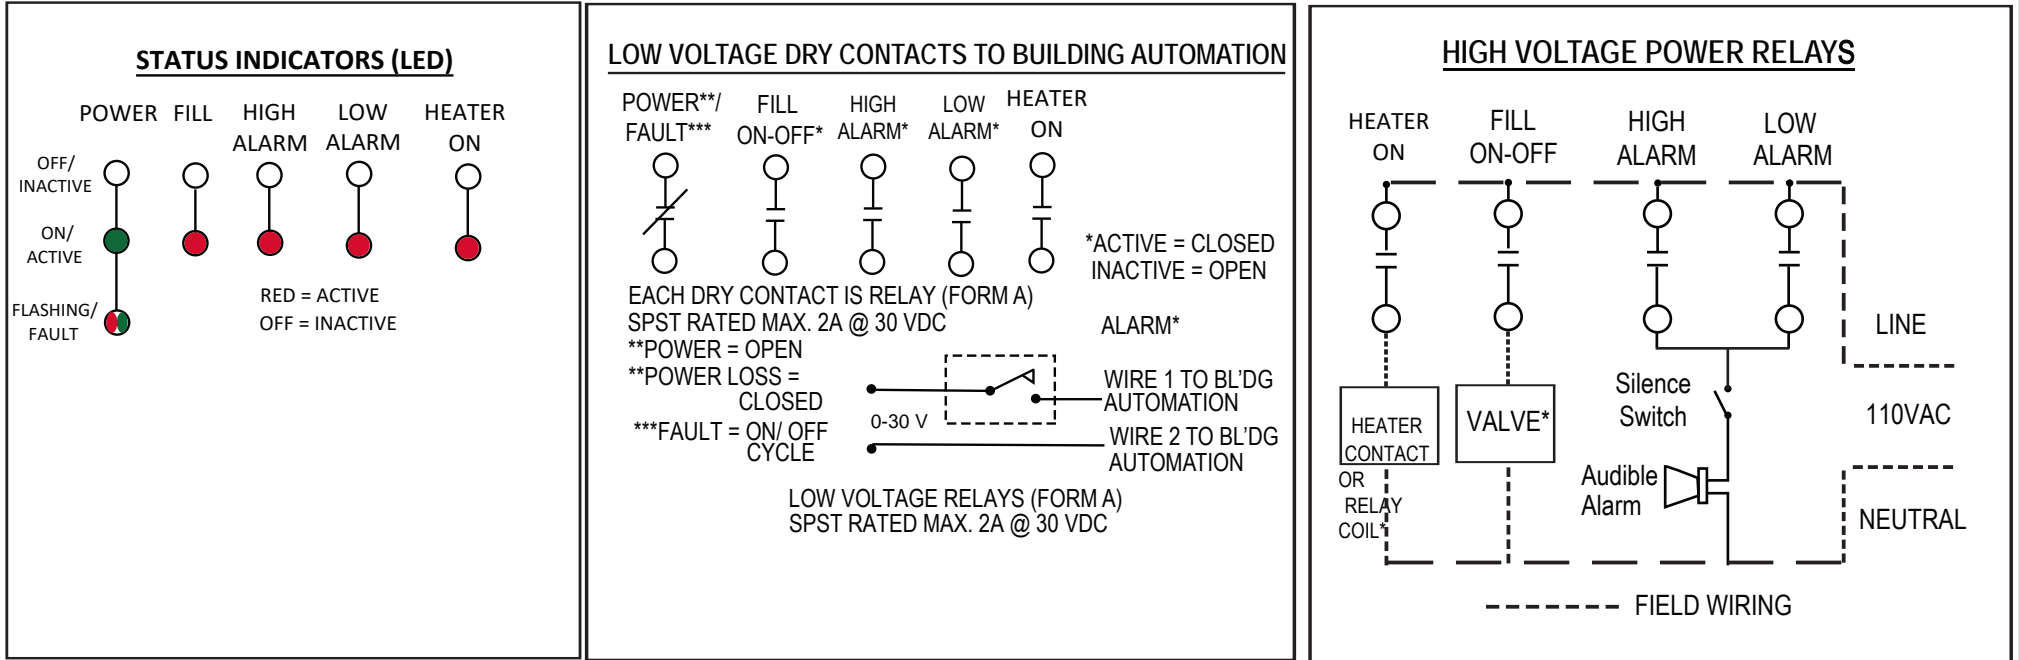 STATUS INDICATORS (LED)
POWER FILL HIGH ALARM LOW ALARM HEATER ON
OFF/
INACTIVE
ON/
ACTIVE
FLASHING/
FAULT
RED = ACTIVE
OFF = INACTIVE
LOW VOLTAGE DRY CONTACTS TO BUILDING AUTOMATION
POWER**/
FAULT***
FILL
ON-OFF*
HIGH
ALARM*
LOW
ALARM*
HEATER
ON
*ACTIVE = CLOSED
INACTIVE = OPEN
EACH DRY CONTACT IS RELAY (FORM A)
SPST RATED MAX. 2A @ 30 VDC
ALARM*
**POWER = OPEN
**POWER LOSS =
CLOSED
***FAULT = ON/ OFF
CYCLE
0-30 V
WIRE 1 TO BL'DG
AUTOMATION
WIRE 2 TO BL'DG
AUTOMATION
LOW VOLTAGE RELAYS (FORM A)
SPST RATED MAX. 2A @ 30 VDC
HIGH VOLTAGE POWER RELAYS
HEATER
ON
FILL
ON-OFF
HIGH
ALARM
LOW
ALARM
LINE
110VAC
NEUTRAL
HEATER
CONTACT
OR
RELAY
COIL*
VALVE*
Silence
Switch
Audible
Alarm
FIELD WIRING